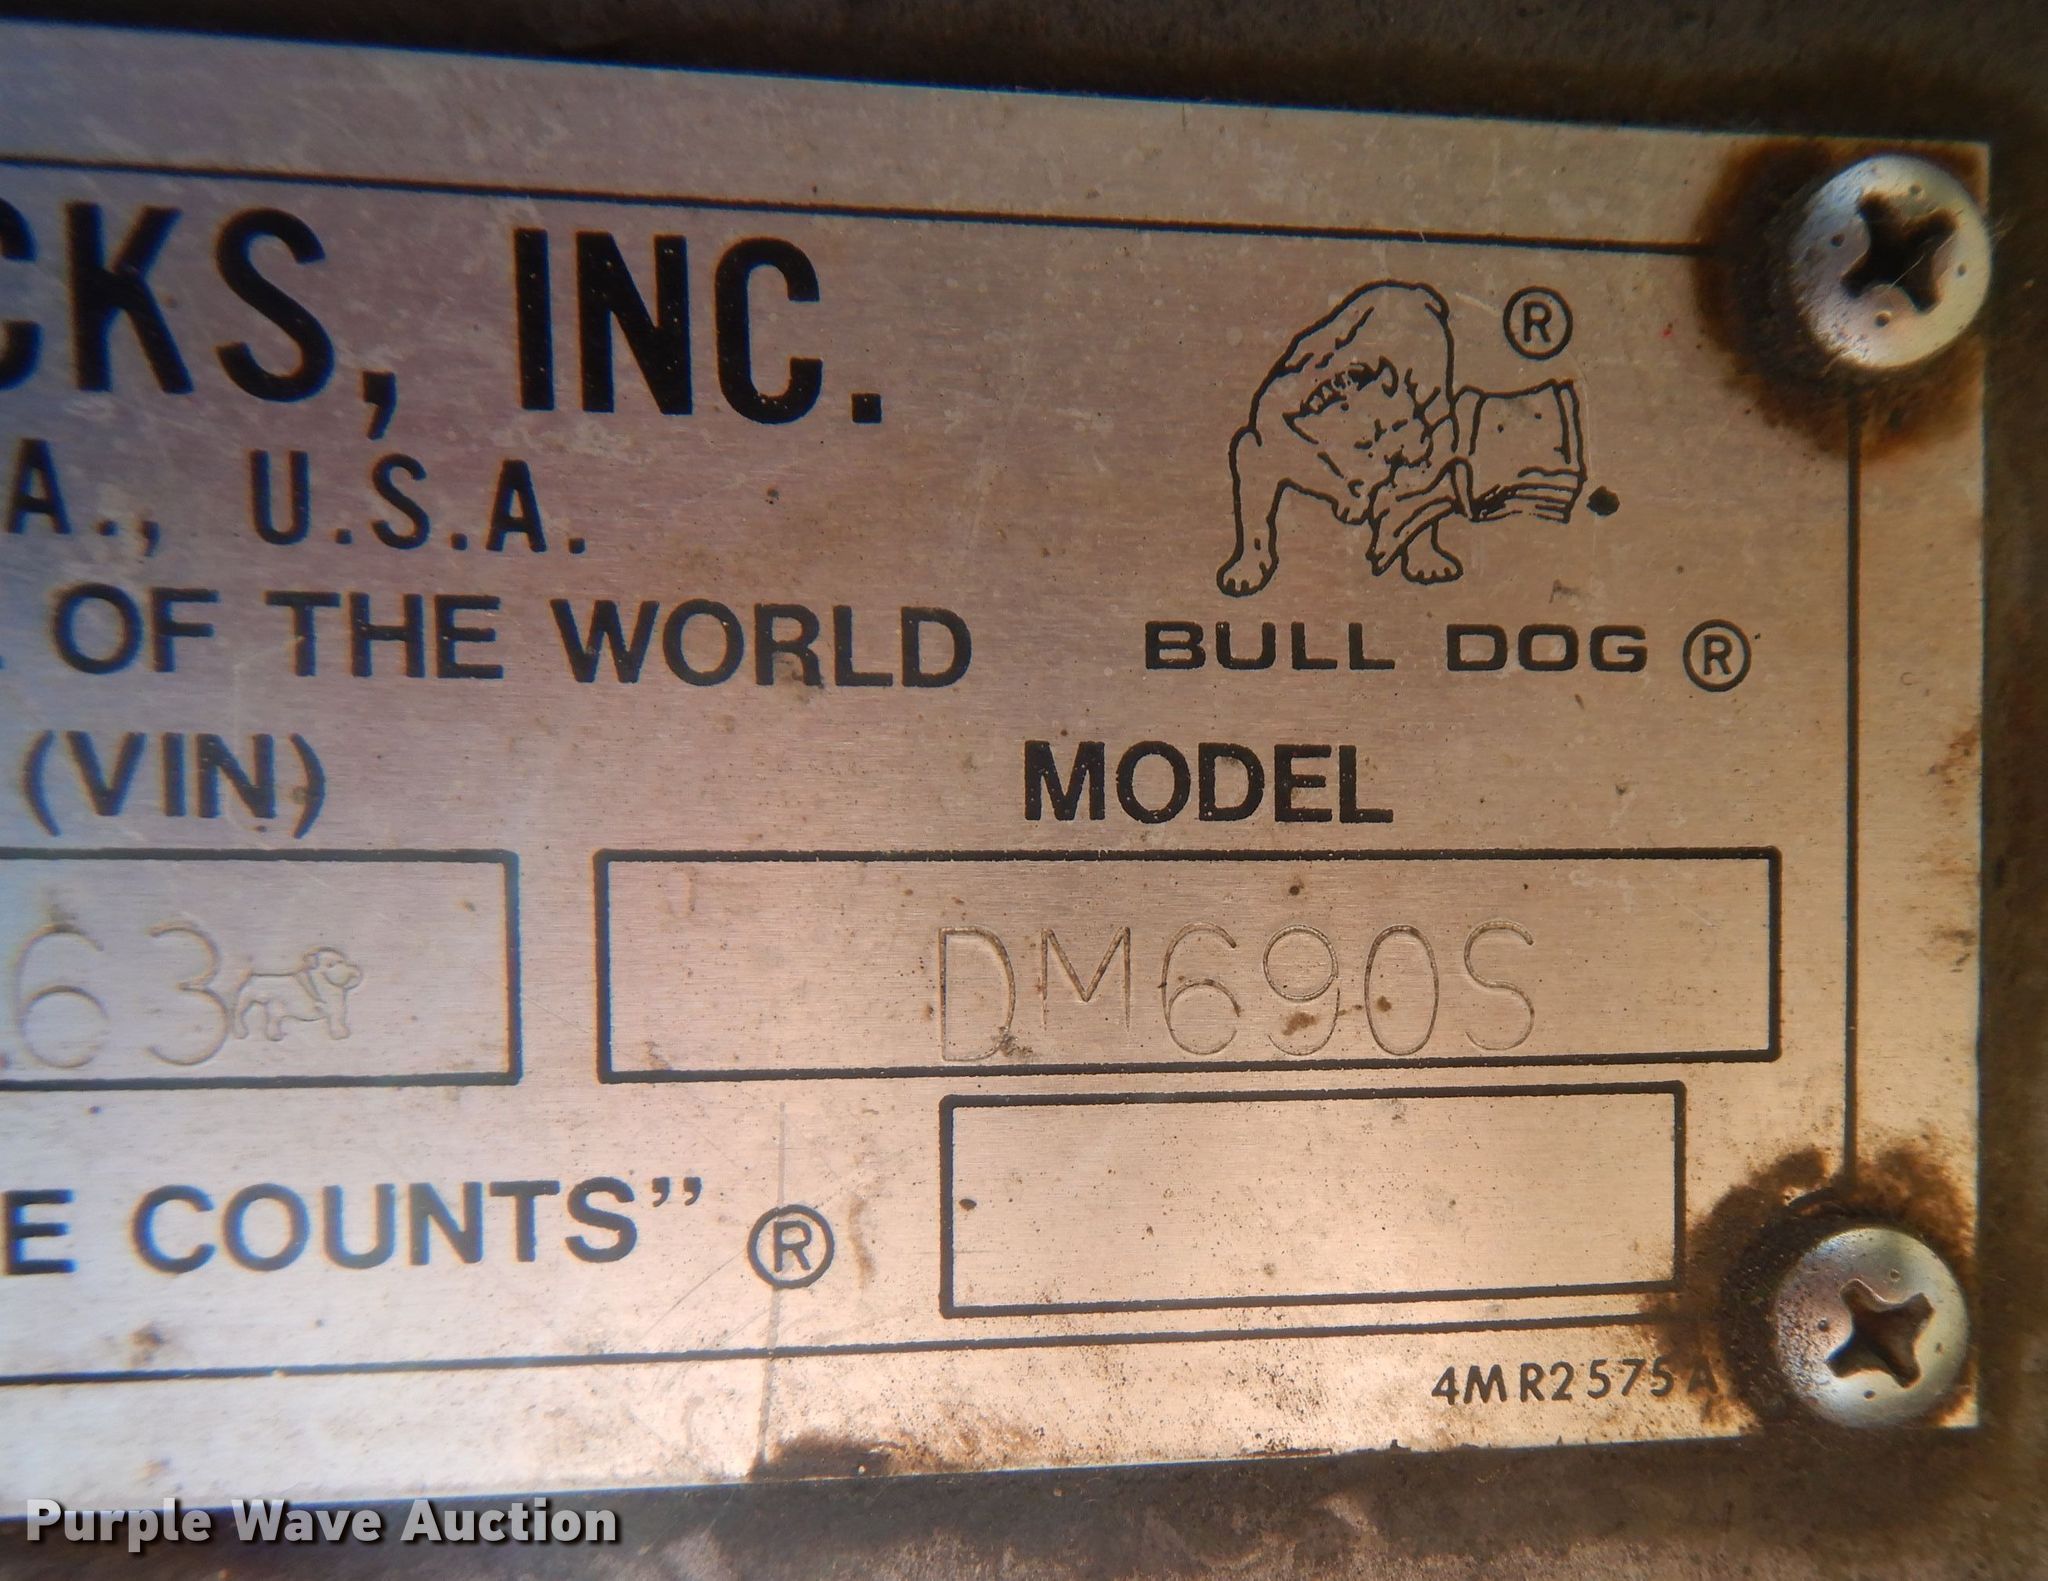 CKS, INC.
®
A., U.S.A.
OF THE WORLD
BULL DOG ®
(VIN)
MODEL
63
DM690S
E COUNTS” ®
4MR2575A
Purple Wave Auction